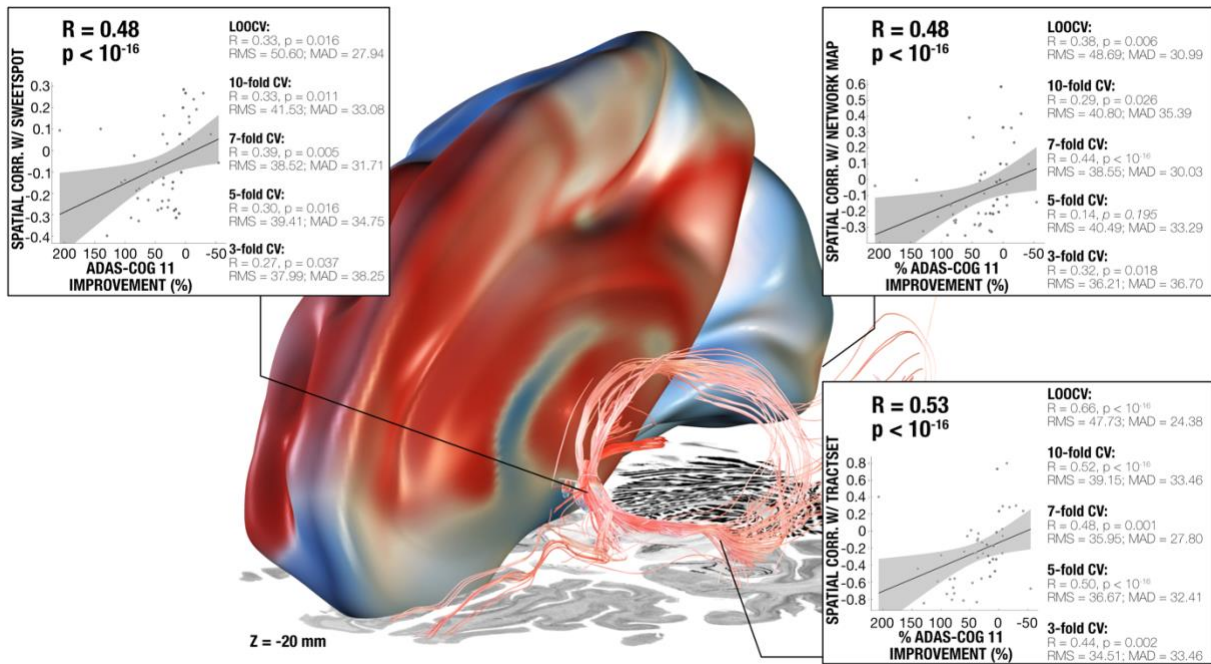 R = 0.48
p < 10-16
LOOCV:
R = 0.33, p = 0.016
RMS = 50.60; MAD = 27.94
10-fold CV:
R = 0.33, p = 0.011
RMS = 41.53; MAD = 33.08
7-fold CV:
R = 0.39, p = 0.005
RMS = 38.52; MAD = 31.71
5-fold CV:
R = 0.30, p = 0.016
RMS = 39.41; MAD = 34.75
3-fold CV:
R = 0.27, p = 0.037
RMS = 37.99; MAD = 38.25
SPATIAL CORR. W/ SWEETSPOT
0.3
0.2
0.1
0
-0.1
-0.2
-0.3
-0.4
200 150 100 50 0 -50
ADAS-COG 11
IMPROVEMENT (%)
R = 0.48
p < 10-16
LOOCV:
R = 0.38, p = 0.006
RMS = 48.69; MAD = 30.99
10-fold CV:
R = 0.29, p = 0.026
RMS = 40.80; MAD 35.39
7-fold CV:
R = 0.44, p < 10-16
RMS = 38.55; MAD = 30.03
5-fold CV:
R = 0.14, p = 0.195
RMS = 40.49; MAD = 33.29
3-fold CV:
R = 0.32, p = 0.018
RMS = 36.21; MAD = 36.70
SPATIAL CORR. W/ NETWORK MAP
0.6
0.5
0.4
0.3
0.2
0.1
0
-0.1
-0.2
-0.3
200 150 100 50 0 -50
% ADAS-COG 11
IMPROVEMENT (%)
R = 0.53
p < 10-16
LOOCV:
R = 0.66, p < 10-16
RMS = 47.73; MAD = 24.38
10-fold CV:
R = 0.52, p < 10-16
RMS = 39.15; MAD = 33.46
7-fold CV:
R = 0.48, p = 0.001
RMS = 35.95; MAD = 27.80
5-fold CV:
R = 0.50, p < 10-16
RMS = 36.67; MAD = 32.41
3-fold CV:
R = 0.44, p = 0.002
RMS = 34.51; MAD = 33.46
SPATIAL CORR. W/ TRACTSET
0.8
0.6
0.4
0.2
0
-0.2
-0.4
-0.6
-0.8
200 150 100 50 0 -50
% ADAS-COG 11
IMPROVEMENT (%)
Z = -20 mm